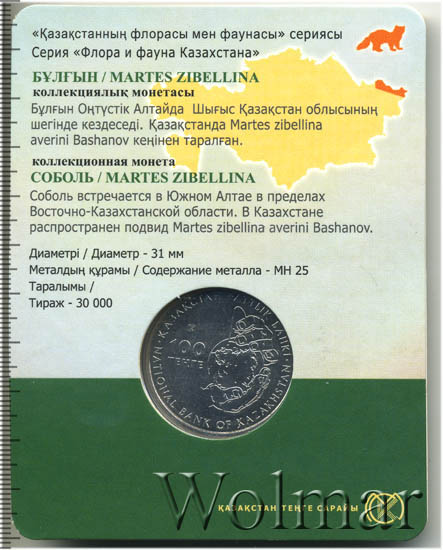 «Қазақстанның флорасы мен фаунасы» сериясы
Серия «Флора и фауна Казахстана»
БҰЛҒЫН / MARTES ZIBELLINA
коллекциялық монетасы
Бұлғын Оңтүстік Алтайда Шығыс Қазақстан облысының
шегінде кездеседі. Қазақстанда Martes zibellina
averini Bashanov кеңінен таралған.
коллекционная монета
СОБОЛЬ / MARTES ZIBELLINA
Соболь встречается в Южном Алтае в пределах
Восточно-Казахстанской области. В Казахстане
распространен подвид Martes zibellina averini Bashanov.
Диаметрі / Диаметр - 31 мм
Металдың құрамы / Содержание металла - МН 25
Таралымы /
Тираж - 30 000
ҚАЗАҚСТАН ҰЛТТЫҚ БАНКІ
100
ТЕҢГЕ
NATIONAL BANK OF KAZAKHSTAN
Wolmar
ҚАЗАҚСТАН ТЕҢГЕ САРАЙЫ